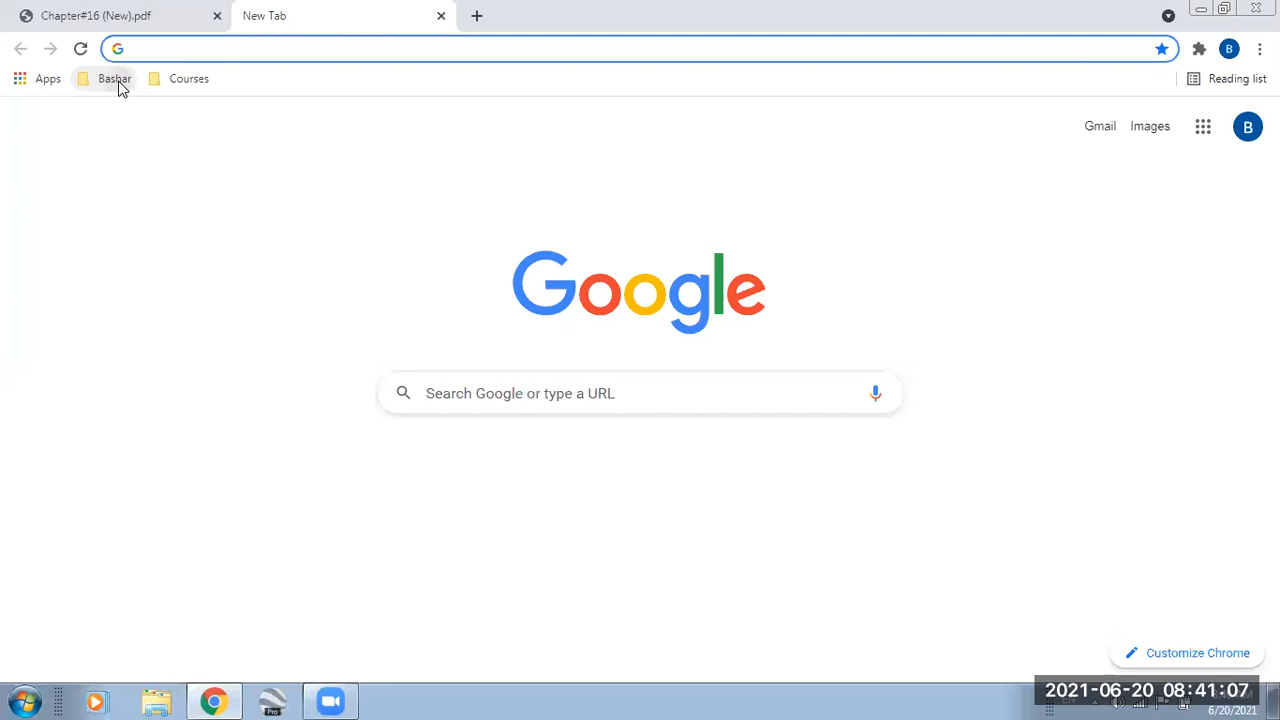 Chapter#16 (New).pdf
New Tab
B
Apps
Bashar
Courses
Reading list
Gmail
Images
B
Google
Search Google or type a URL
Customize Chrome
Pro
2021-06-20 08:41:07
6/20/2021